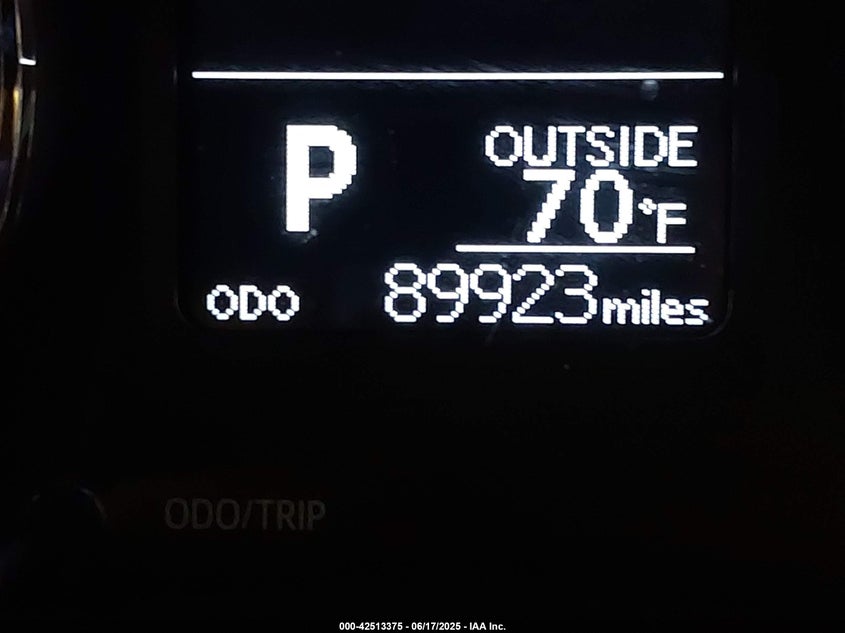 P
OUTSIDE
70°F
ODO 89923 miles
ODO/TRIP
000-42513375 - 06/17/2025 - IAA Inc.